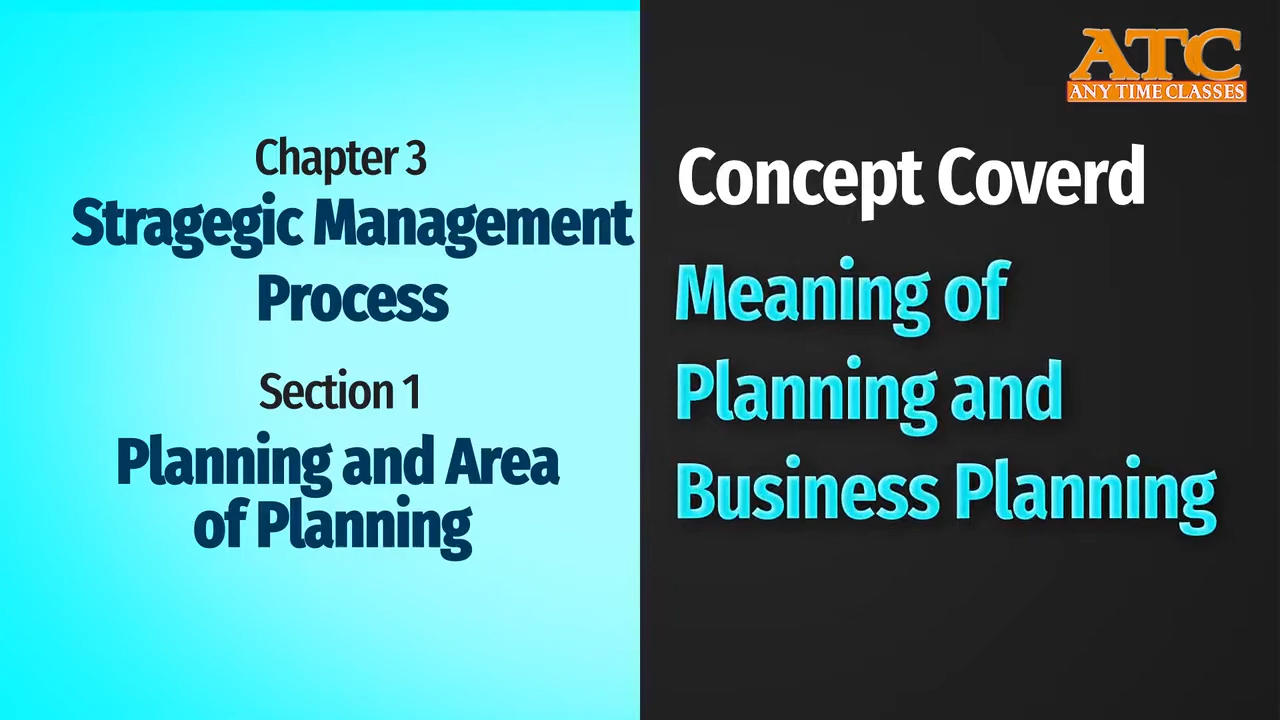 Chapter 3
Stragegic Management
Process
Section 1
Planning and Area
of Planning
ATC
ANY TIME CLASSES
Concept Coverd
Meaning of
Planning and
Business Planning